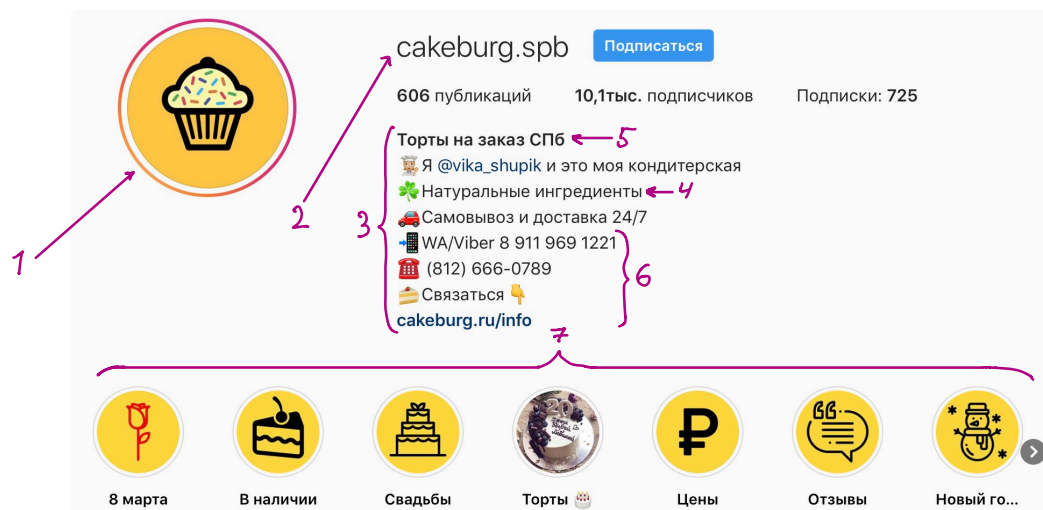 cakeburg.spb Подписаться
606 публикаций 10,1тыс. подписчиков Подписки: 725
Торты на заказ СПб 5
Я @vika_shupik и это моя кондитерская
Натуральные ингредиенты 4
Самовывоз и доставка 24/7
WA/Viber 8 911 969 1221
(812) 666-0789
Связаться
cakeburg.ru/info
1
2
3
6
7
20
8 марта В наличии Свадьбы Торты Цены Отзывы Новый го...